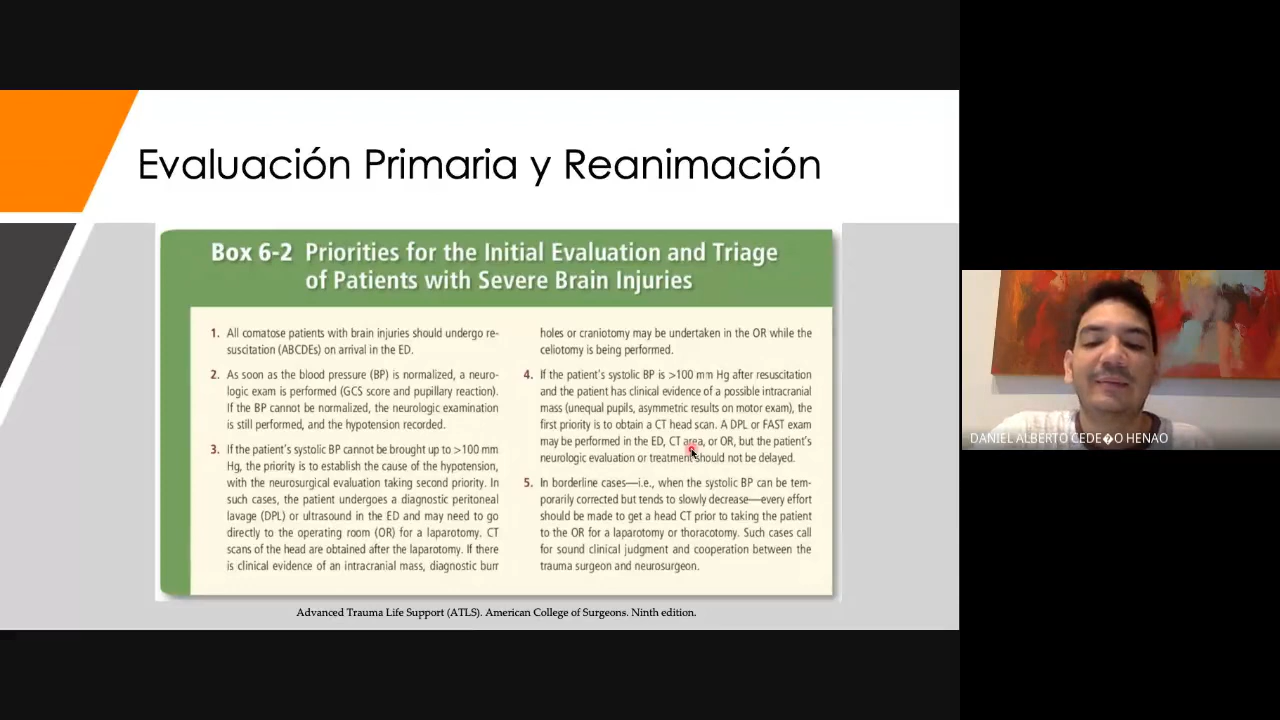 Evaluación Primaria y Reanimación
Box 6-2 Priorities for the Initial Evaluation and Triage
of Patients with Severe Brain Injuries
1. All comatose patients with brain injuries should undergo re-
suscitation (ABCDEs) on arrival in the ED.
2. As soon as the blood pressure (BP) is normalized, a neuro-
logic exam is performed (GCS score and pupillary reaction).
If the BP cannot be normalized, the neurologic examination
is still performed, and the hypotension recorded.
3. If the patient's systolic BP cannot be brought up to >100 mm
Hg, the priority is to establish the cause of the hypotension,
with the neurosurgical evaluation taking second priority. In
such cases, the patient undergoes a diagnostic peritoneal
lavage (DPL) or ultrasound in the ED and may need to go
directly to the operating room (OR) for a laparotomy. CT
scans of the head are obtained after the laparotomy. If there
is clinical evidence of an intracranial mass, diagnostic burr
holes or craniotomy may be undertaken in the OR while the
celiotomy is being performed.
4. If the patient's systolic BP is >100 mm Hg after resuscitation
and the patient has clinical evidence of a possible intracranial
mass (unequal pupils, asymmetric results on motor exam), the
first priority is to obtain a CT head scan. A DPL or FAST exam
may be performed in the ED, CT area, or OR, but the patient's
neurologic evaluation or treatment should not be delayed.
5. In borderline cases—i.e., when the systolic BP can be tem-
porarily corrected but tends to slowly decrease—every effort
should be made to get a head CT prior to taking the patient
to the OR for a laparotomy or thoracotomy. Such cases call
for sound clinical judgment and cooperation between the
trauma surgeon and neurosurgeon.
Advanced Trauma Life Support (ATLS). American College of Surgeons. Ninth edition.
DANIEL ALBERTO CEDE�O HENAO